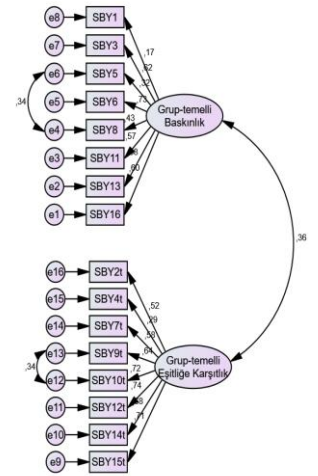 e8 SBY1
e7 SBY3 ,17
e6 SBY5 ,62
,32
e5 SBY6 ,73
,34
e4 SBY8 ,43
Grup-temelli
Baskınlık
e3 SBY11 ,57
e2 SBY13
e1 SBY16 ,60
,36
e16 SBY2t
e15 SBY4t ,52
,29
e14 SBY7t ,58
e13 SBY9t ,64
,34
e12 SBY10t ,72
Grup-temelli
Eşitliğe Karşıtlık
e11 SBY12t ,74
e10 SBY14t
,71
e9 SBY15t